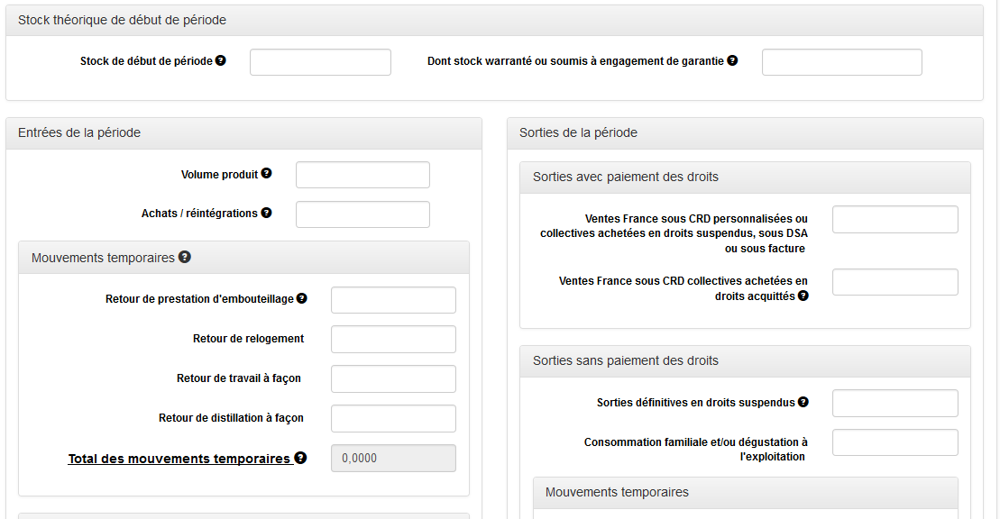 Stock théorique de début de période
Stock de début de période ?
Dont stock warranté ou soumis à engagement de garantie ?
Entrées de la période
Volume produit ?
Achats / réintégrations ?
Mouvements temporaires ?
Retour de prestation d'embouteillage ?
Retour de relogement
Retour de travail à façon
Retour de distillation à façon
Total des mouvements temporaires ?
0,0000
Sorties de la période
Sorties avec paiement des droits
Ventes France sous CRD personnalisées ou
collectives achetées en droits suspendus, sous DSA
ou sous facture
Ventes France sous CRD collectives achetées en
droits acquittés ?
Sorties sans paiement des droits
Sorties définitives en droits suspendus ?
Consommation familiale et/ou dégustation à
l'exploitation
Mouvements temporaires